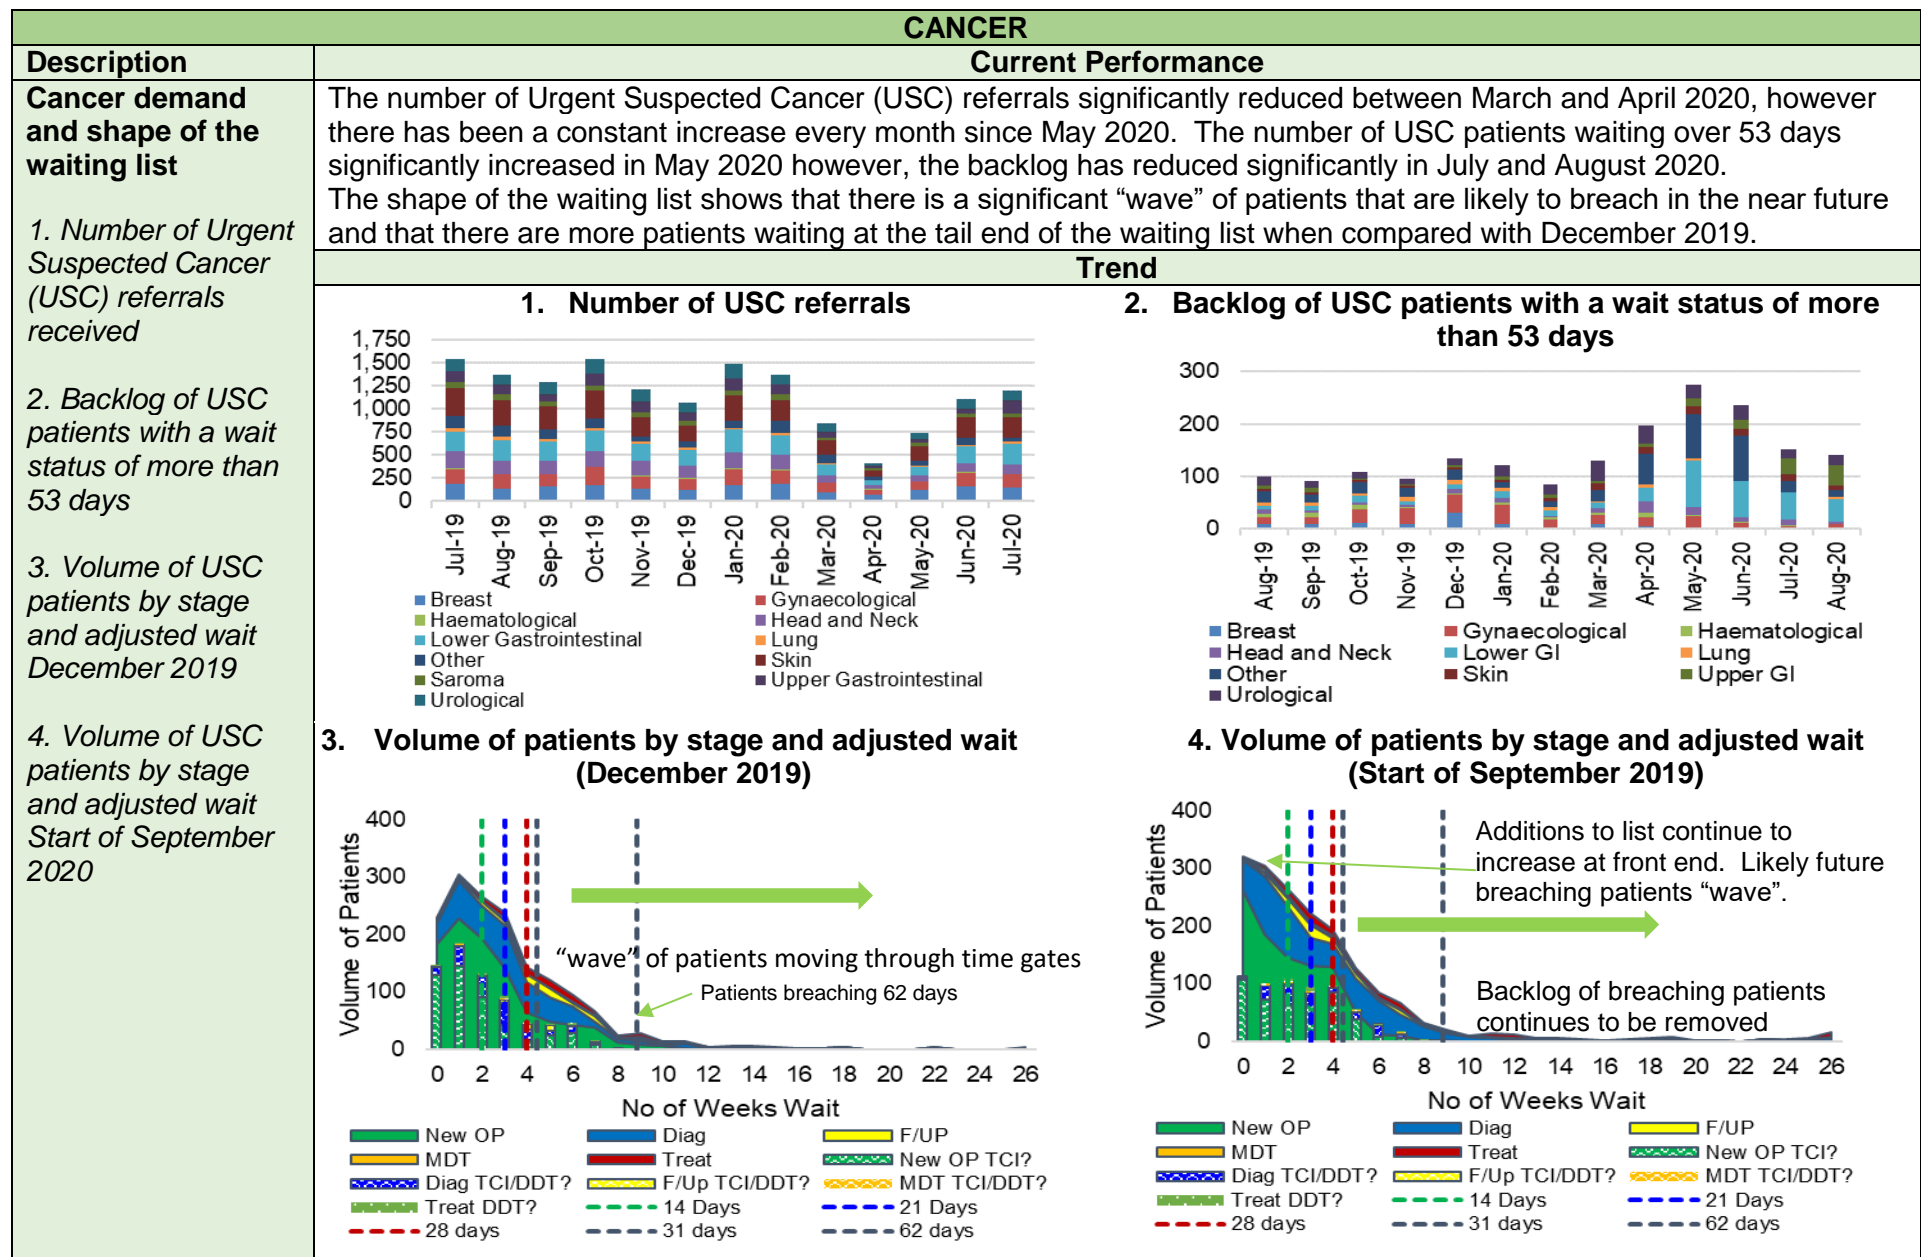 CANCER
Description
Current Performance
Cancer demand
and shape of the
waiting list
1. Number of Urgent
Suspected Cancer
(USC) referrals
received
2. Backlog of USC
patients with a wait
status of more than
53 days
3. Volume of USC
patients by stage
and adjusted wait
December 2019
4. Volume of USC
patients by stage
and adjusted wait
Start of September
2020
The number of Urgent Suspected Cancer (USC) referrals significantly reduced between March and April 2020, however
there has been a constant increase every month since May 2020. The number of USC patients waiting over 53 days
significantly increased in May 2020 however, the backlog has reduced significantly in July and August 2020.
The shape of the waiting list shows that there is a significant “wave” of patients that are likely to breach in the near future
and that there are more patients waiting at the tail end of the waiting list when compared with December 2019.
Trend
1. Number of USC referrals
1,750
1,500
1,250
1,000
750
500
250
0
Jul-19
Aug-19
Sep-19
Oct-19
Nov-19
Dec-19
Jan-20
Feb-20
Mar-20
Apr-20
May-20
Jun-20
Jul-20
Breast
Gynaecological
Haematological
Head and Neck
Lower Gastrointestinal
Lung
Other
Skin
Saroma
Upper Gastrointestinal
Urological
2. Backlog of USC patients with a wait status of more
than 53 days
300
200
100
0
Aug-19
Sep-19
Oct-19
Nov-19
Dec-19
Jan-20
Feb-20
Mar-20
Apr-20
May-20
Jun-20
Jul-20
Aug-20
Breast
Gynaecological
Haematological
Head and Neck
Lower GI
Lung
Other
Skin
Upper GI
Urological
3. Volume of patients by stage and adjusted wait
(December 2019)
Volume of Patients
400
300
200
100
0
“wave” of patients moving through time gates
Patients breaching 62 days
0 2 4 6 8 10 12 14 16 18 20 22 24 26
No of Weeks Wait
New OP
Diag
F/UP
MDT
Treat
New OP TCI?
Diag TCI/DDT?
F/Up TCI/DDT?
MDT TCI/DDT?
Treat DDT?
14 Days
21 Days
28 days
31 days
62 days
4. Volume of patients by stage and adjusted wait
(Start of September 2019)
Volume of Patients
400
300
200
100
0
Additions to list continue to
increase at front end. Likely future
breaching patients “wave”.
Backlog of breaching patients
continues to be removed
0 2 4 6 8 10 12 14 16 18 20 22 24 26
No of Weeks Wait
New OP
Diag
F/UP
MDT
Treat
New OP TCI?
Diag TCI/DDT?
F/Up TCI/DDT?
MDT TCI/DDT?
Treat DDT?
14 Days
21 Days
28 days
31 days
62 days